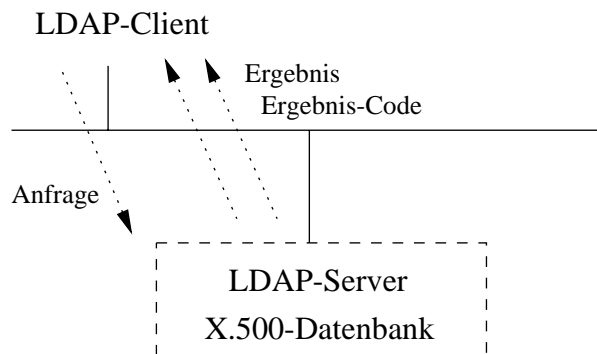 LDAP-Client
Ergebnis
Ergebnis-Code
Anfrage
LDAP-Server
X.500-Datenbank